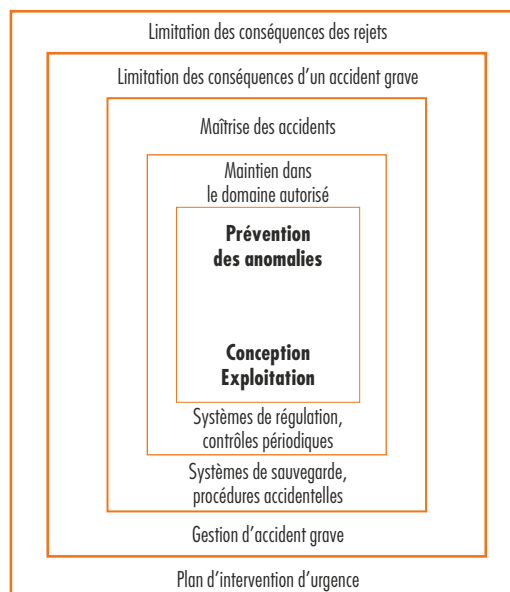 Limitation des conséquences des rejets
Limitation des conséquences d’un accident grave
Maîtrise des accidents
Maintien dans
le domaine autorisé
Prévention
des anomalies
Conception
Exploitation
Systèmes de régulation,
contrôles périodiques
Systèmes de sauvegarde,
procédures accidentelles
Gestion d’accident grave
Plan d’intervention d’urgence